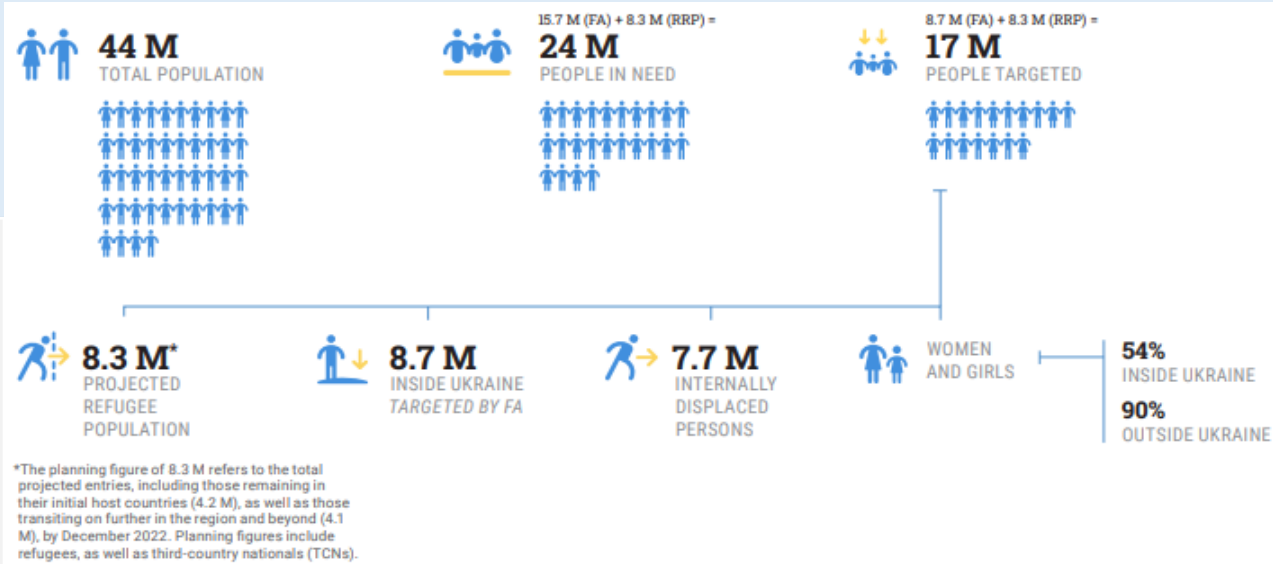 44 M
TOTAL POPULATION
15.7 M (FA) + 8.3 M (RRP) =
24 M
PEOPLE IN NEED
8.7 M (FA) + 8.3 M (RRP) =
17 M
PEOPLE TARGETED
8.3 M*
PROJECTED
REFUGEE
POPULATION
8.7 M
INSIDE UKRAINE
TARGETED BY FA
7.7 M
INTERNALLY
DISPLACED
PERSONS
WOMEN
AND GIRLS
54%
INSIDE UKRAINE
90%
OUTSIDE UKRAINE
*The planning figure of 8.3 M refers to the total
projected entries, including those remaining in
their initial host countries (4.2 M), as well as those
transiting on further in the region and beyond (4.1
M), by December 2022. Planning figures include
refugees, as well as third-country nationals (TCNs).